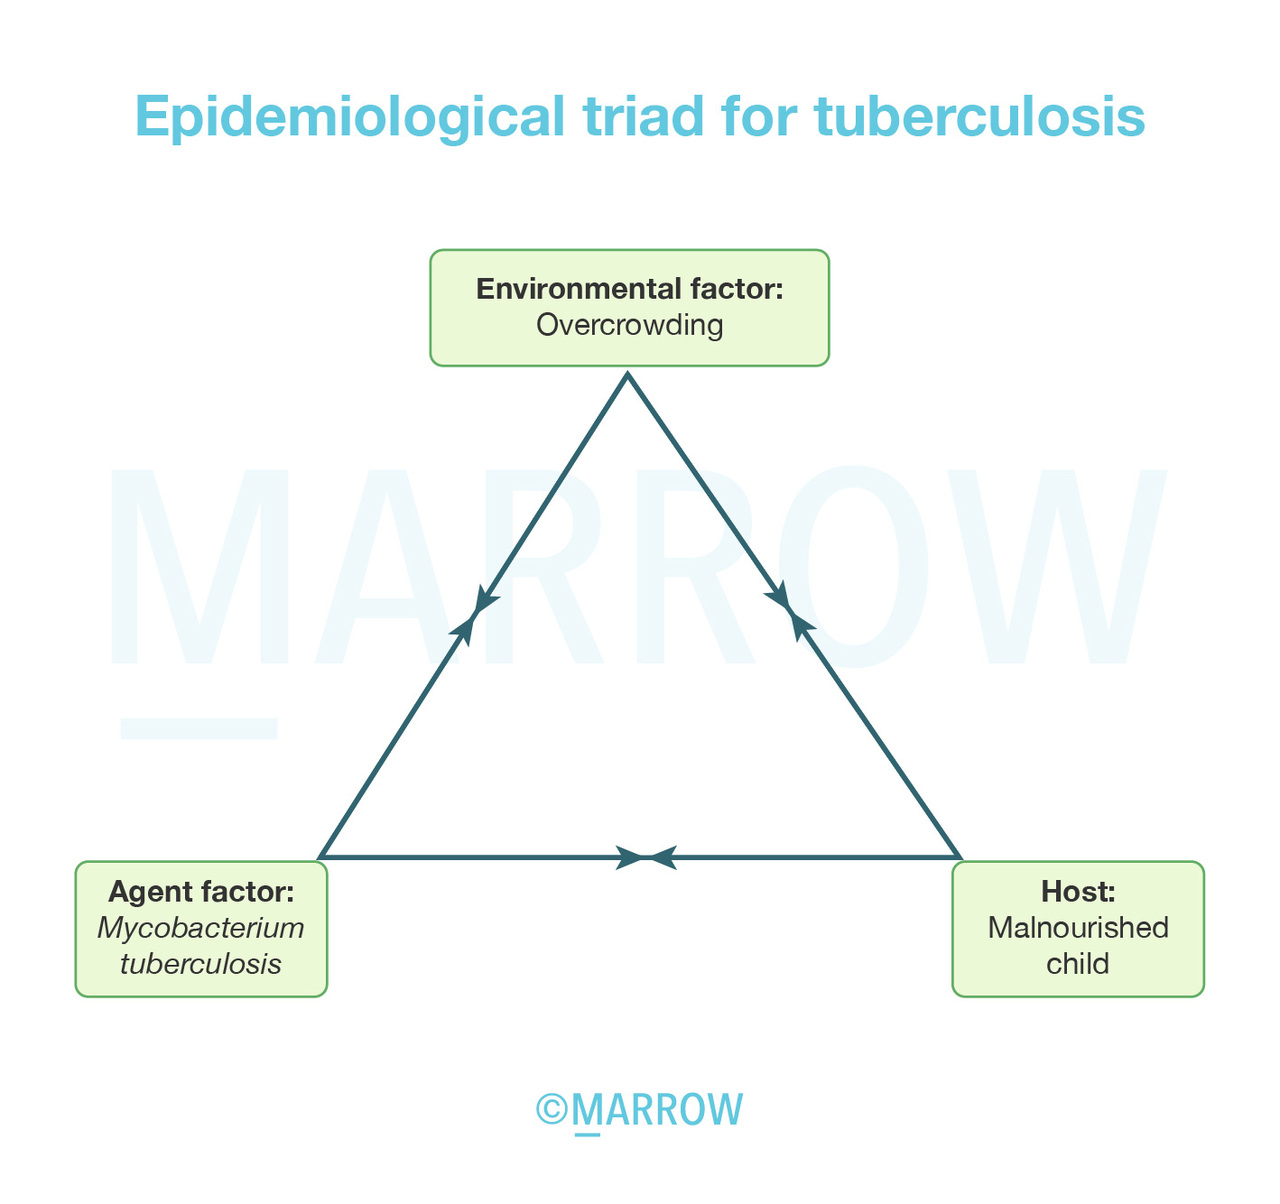 Epidemiological triad for tuberculosis
Environmental factor:
Overcrowding
MARROW
Agent factor:
Mycobacterium
tuberculosis
Host:
Malnourished
child
©MARROW